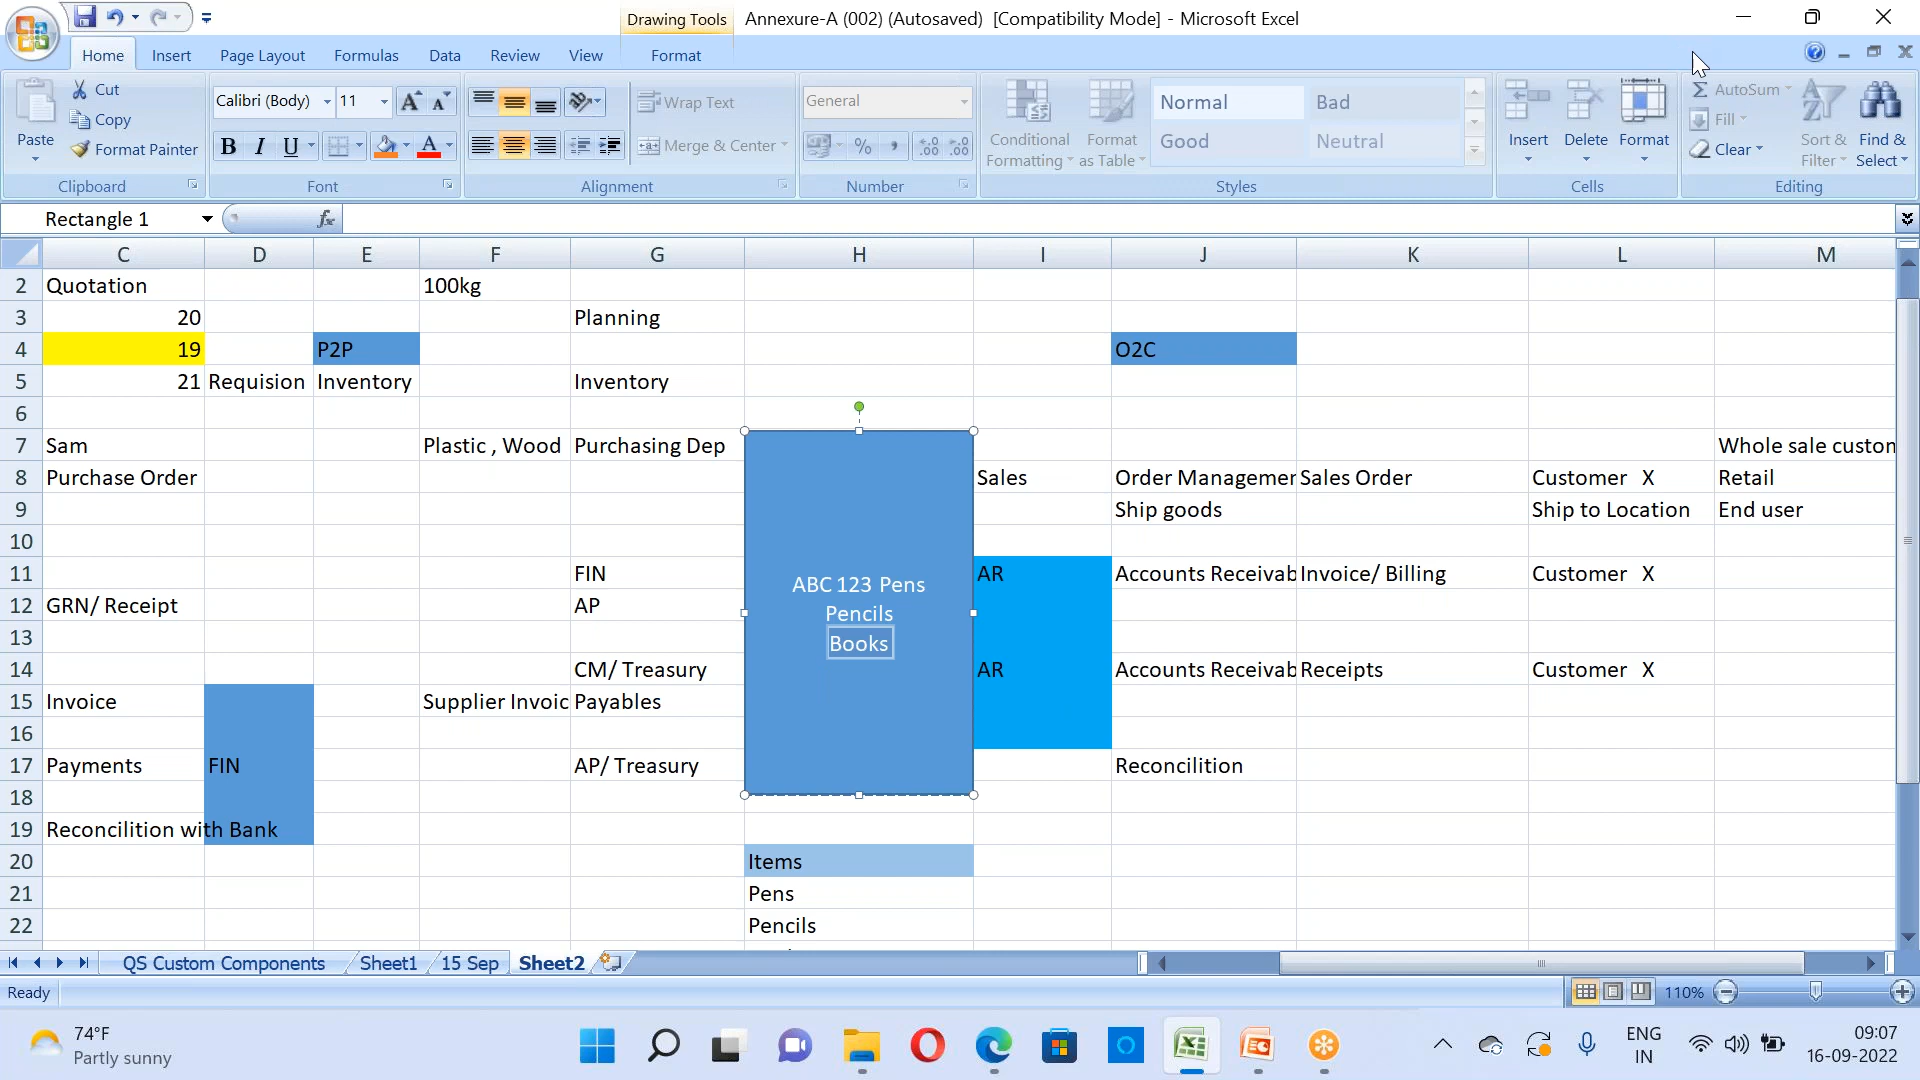 Drawing Tools
Annexure-A (002) (Autosaved)  [Compatibility Mode] - Microsoft Excel
Home Insert Page Layout Formulas Data Review View Format
Cut
Copy
Format Painter
Paste
Clipboard
Calibri (Body) 11
B I U
Font
Wrap Text
Merge & Center
Alignment
General
%
Number
Conditional
Formatting
Format
as Table
Normal Bad
Good Neutral
Styles
Insert Delete Format
Cells
AutoSum
Fill
Clear
Sort &
Filter
Find &
Select
Editing
Rectangle 1 fx
C D E F G H I J K L M
2 Quotation 100kg
3 20 Planning
4 19 P2P O2C
5 21 Requision Inventory Inventory
6
7 Sam Plastic , Wood Purchasing Dep Whole sale custon
8 Purchase Order Sales Order Managemer Sales Order Customer X Retail
9 Ship goods Ship to Location End user
10
11 FIN AR Accounts Receivab Invoice/ Billing Customer X
12 GRN/ Receipt AP
ABC 123 Pens
Pencils
Books
13
14 CM/ Treasury AR Accounts Receivab Receipts Customer X
15 Invoice Supplier Invoic Payables
16
17 Payments FIN AP/ Treasury Reconcilition
18
19 Reconcilition with Bank
20 Items
21 Pens
22 Pencils
QS Custom Components Sheet1 15 Sep Sheet2
Ready 110%
74°F
Partly sunny
ENG
IN
09:07
16-09-2022